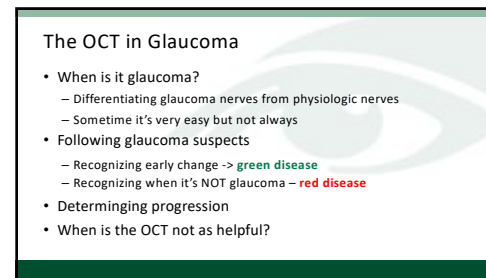 The OCT in Glaucoma
• When is it glaucoma?
– Differentiating glaucoma nerves from physiologic nerves
– Sometime it's very easy but not always
• Following glaucoma suspects
– Recognizing early change -> green disease
– Recognizing when it's NOT glaucoma – red disease
• Determinging progression
• When is the OCT not as helpful?